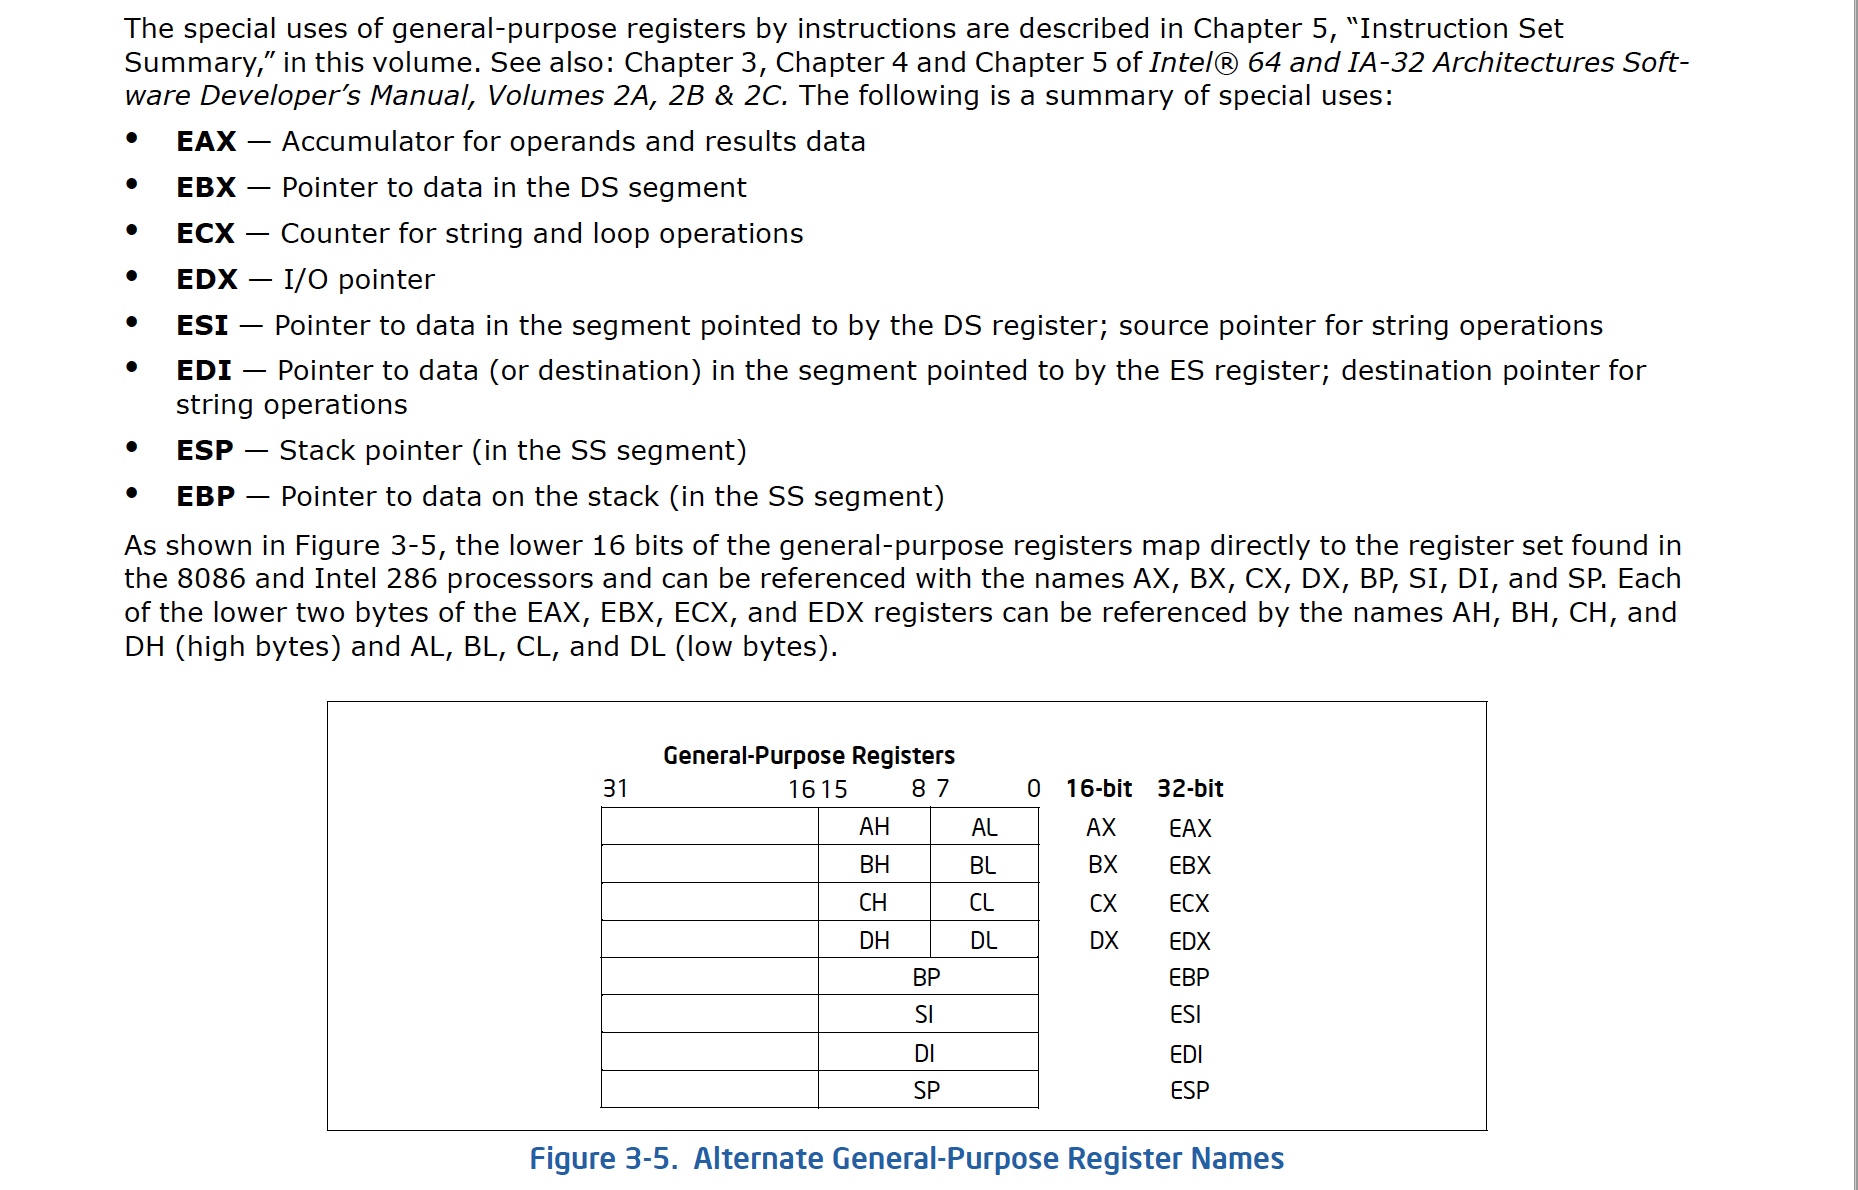 The special uses of general-purpose registers by instructions are described in Chapter 5, “Instruction Set
Summary,” in this volume. See also: Chapter 3, Chapter 4 and Chapter 5 of Intel® 64 and IA-32 Architectures Soft-
ware Developer’s Manual, Volumes 2A, 2B & 2C. The following is a summary of special uses:
• EAX — Accumulator for operands and results data
• EBX — Pointer to data in the DS segment
• ECX — Counter for string and loop operations
• EDX — I/O pointer
• ESI — Pointer to data in the segment pointed to by the DS register; source pointer for string operations
• EDI — Pointer to data (or destination) in the segment pointed to by the ES register; destination pointer for
string operations
• ESP — Stack pointer (in the SS segment)
• EBP — Pointer to data on the stack (in the SS segment)
As shown in Figure 3-5, the lower 16 bits of the general-purpose registers map directly to the register set found in
the 8086 and Intel 286 processors and can be referenced with the names AX, BX, CX, DX, BP, SI, DI, and SP. Each
of the lower two bytes of the EAX, EBX, ECX, and EDX registers can be referenced by the names AH, BH, CH, and
DH (high bytes) and AL, BL, CL, and DL (low bytes).
General-Purpose Registers
31 16 15 8 7 0 16-bit 32-bit
AH AL AX EAX
BH BL BX EBX
CH CL CX ECX
DH DL DX EDX
BP EBP
SI ESI
DI EDI
SP ESP
Figure 3-5. Alternate General-Purpose Register Names